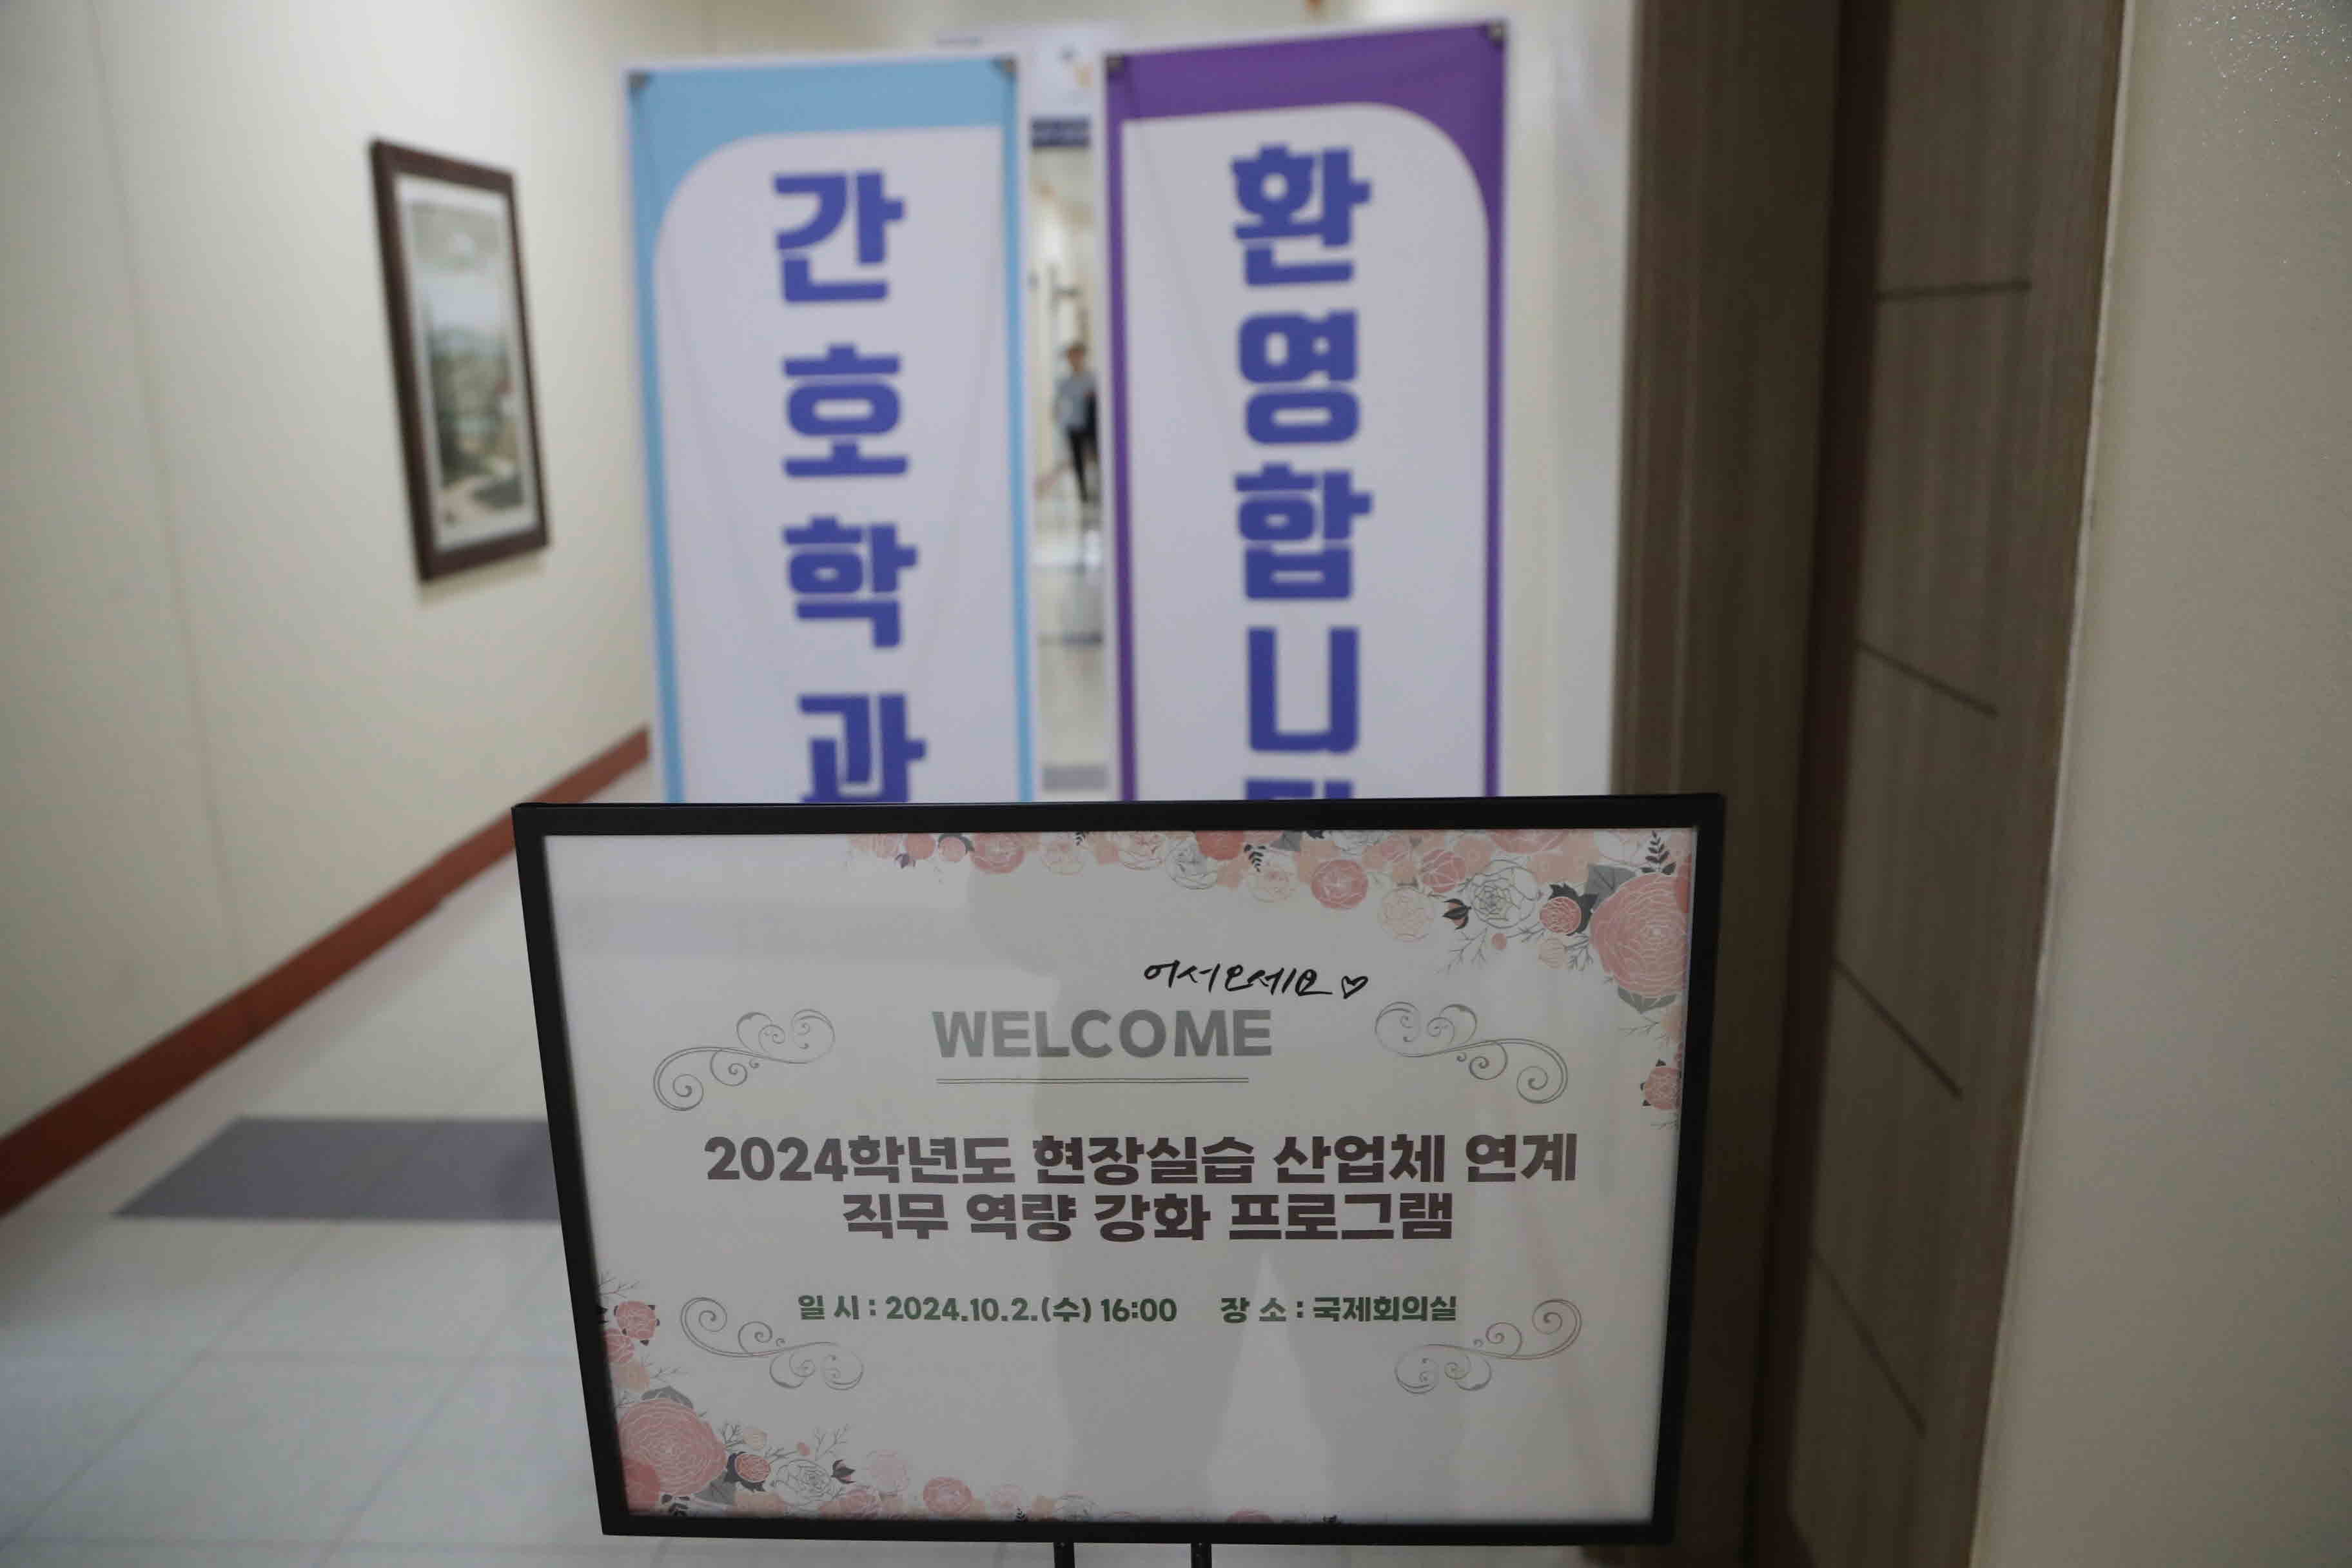 간호학과
환영합니다
어서오세요♡
WELCOME
2024학년도 현장실습 산업체 연계
직무 역량 강화 프로그램
일 시 : 2024.10.2.(수) 16:00 장 소 : 국제회의실